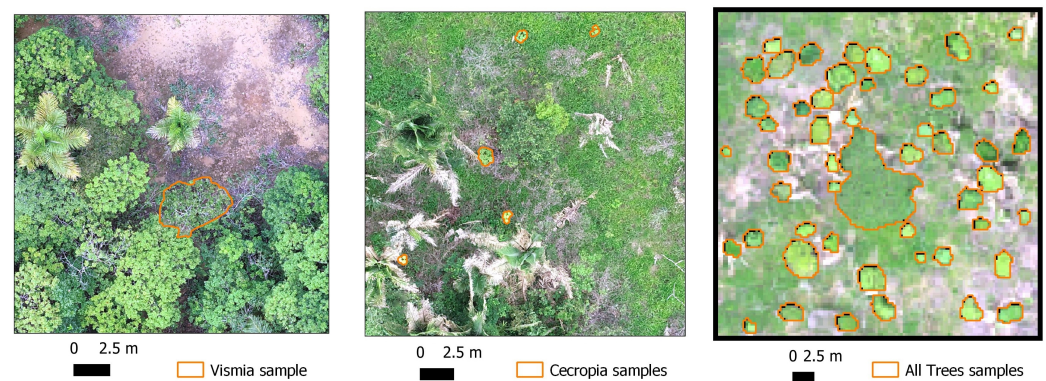 0 2.5 m
Vismia sample
0 2.5 m
Cecropia samples
0 2.5 m
All Trees samples